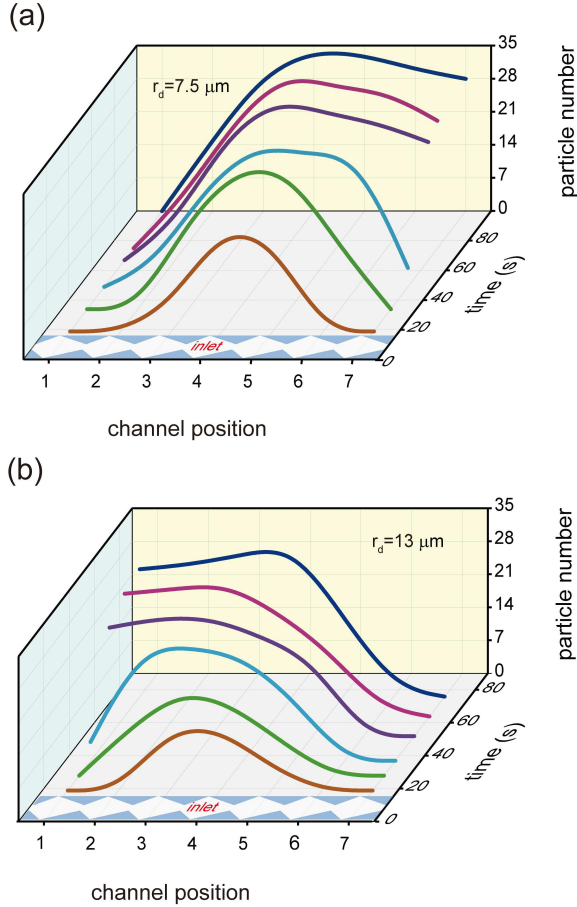 (a)
r_d=7.5 μm
35
28
21
14
7
0
particle number
80
60
40
20
0
time (s)
inlet
1 2 3 4 5 6 7
channel position
(b)
r_d=13 μm
35
28
21
14
7
0
particle number
80
60
40
20
0
time (s)
inlet
1 2 3 4 5 6 7
channel position